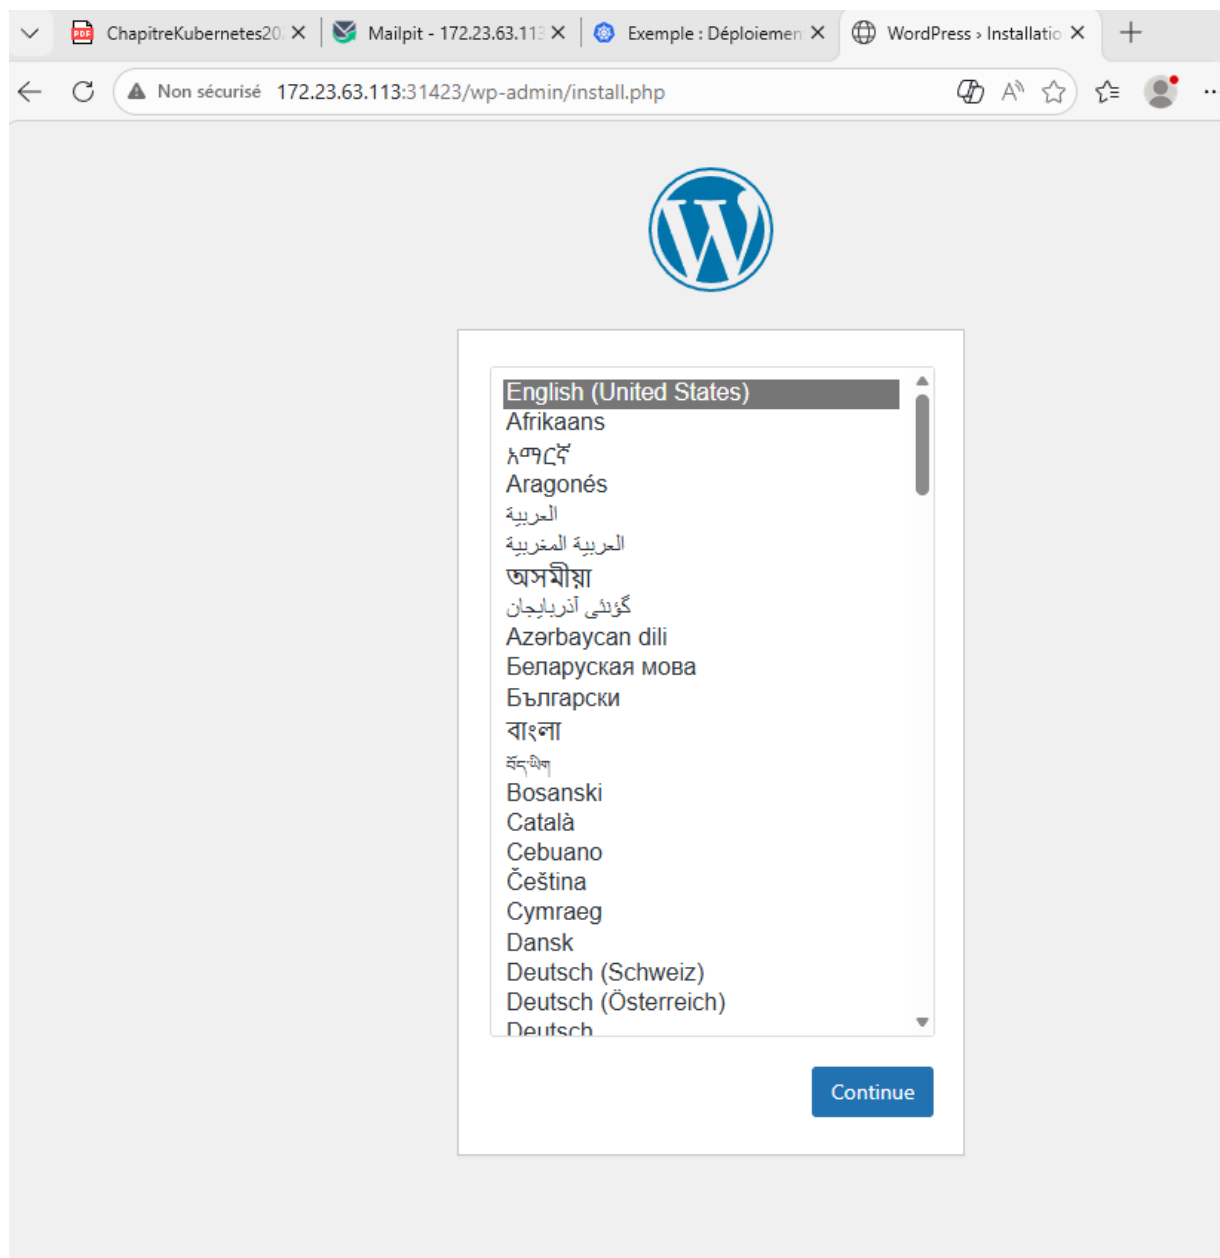 ChapitreKubernetes20 Mailpit - 172.23.63.113 Exemple : Déploiemen WordPress › Installatio
Non sécurisé 172.23.63.113:31423/wp-admin/install.php
English (United States)
Afrikaans
አማርኛ
Aragonés
العربية
العربية المغربية
অসমীয়া
گؤنئی آذربایجان
Azərbaycan dili
Беларуская мова
Български
বাংলা
བོད་ཡིག
Bosanski
Català
Cebuano
Čeština
Cymraeg
Dansk
Deutsch (Schweiz)
Deutsch (Österreich)
Deutsch
Continue